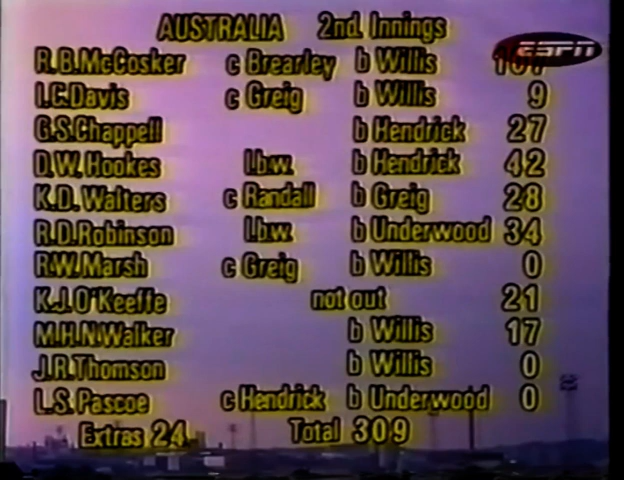 AUSTRALIA 2nd. Innings
ESPN
R.B.McCosker c Brearley b Willis 107
I.C.Davis c Greig b Willis 9
G.S.Chappell b Hendrick 27
D.W.Hookes l.b.w. b Hendrick 42
K.D.Walters c Randall b Greig 28
R.D.Robinson l.b.w. b Underwood 34
R.W.Marsh c Greig b Willis 0
K.J.O'Keeffe not out 21
M.H.N.Walker b Willis 17
J.R.Thomson b Willis 0
L.S.Pascoe c Hendrick b Underwood 0
Extras 24 Total 309